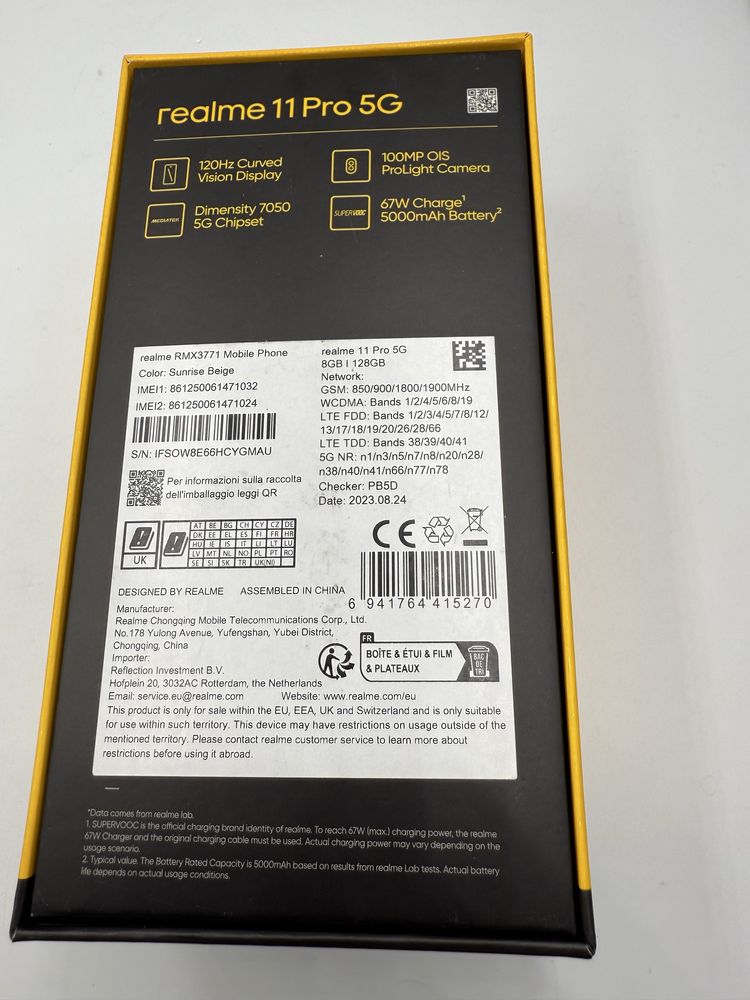 realme 11 Pro 5G
120Hz Curved
Vision Display
100MP OIS
ProLight Camera
MEDIATEK
Dimensity 7050
5G Chipset
SUPERVOOC
67W Charge¹
5000mAh Battery²
realme RMX3771 Mobile Phone
Color: Sunrise Beige
IMEI1: 861250061471032
IMEI2: 861250061471024
S/N: IFSOW8E66HCYGMAU
Per informazioni sulla raccolta
dell'imballaggio leggi QR
realme 11 Pro 5G
8GB I 128GB
Network:
GSM: 850/900/1800/1900MHz
WCDMA: Bands 1/2/4/5/6/8/19
LTE FDD: Bands 1/2/3/4/5/7/8/12/
13/17/18/19/20/26/28/66
LTE TDD: Bands 38/39/40/41
5G NR: n1/n3/n5/n7/n8/n20/n28/
n38/n40/n41/n66/n77/n78
Checker: PB5D
Date: 2023.08.24
UK
AT BE BG CH CY CZ DE
DK EE EL ES FI FR HR
HU IE IS IT LI LT LU
LV MT NL NO PL PT RO
SE SI SK TR UK(NI)
CE
6 941764 415270
DESIGNED BY REALME ASSEMBLED IN CHINA
Manufacturer:
Realme Chongqing Mobile Telecommunications Corp., Ltd.
No.178 Yulong Avenue, Yufengshan, Yubei District,
Chongqing, China
Importer:
Reflection Investment B.V.
Hofplein 20, 3032AC Rotterdam, the Netherlands
FR
BOÎTE & ÉTUI & FILM
& PLATEAUX
BAC
DE
TRI
Email: service.eu@realme.com Website: www.realme.com/eu
This product is only for sale within the EU, EEA, UK and Switzerland and is only suitable
for use within such territory. This device may have restrictions on usage outside of the
mentioned territory. Please contact realme customer service to learn more about
restrictions before using it abroad.
*Data comes from realme lab.
1. SUPERVOOC is the official charging brand identity of realme. To reach 67W (max.) charging power, the realme
67W Charger and the original charging cable must be used. Actual charging power may vary depending on the
usage scenario.
2. Typical value. The Battery Rated Capacity is 5000mAh based on results from realme Lab tests. Actual battery
life depends on actual usage conditions.